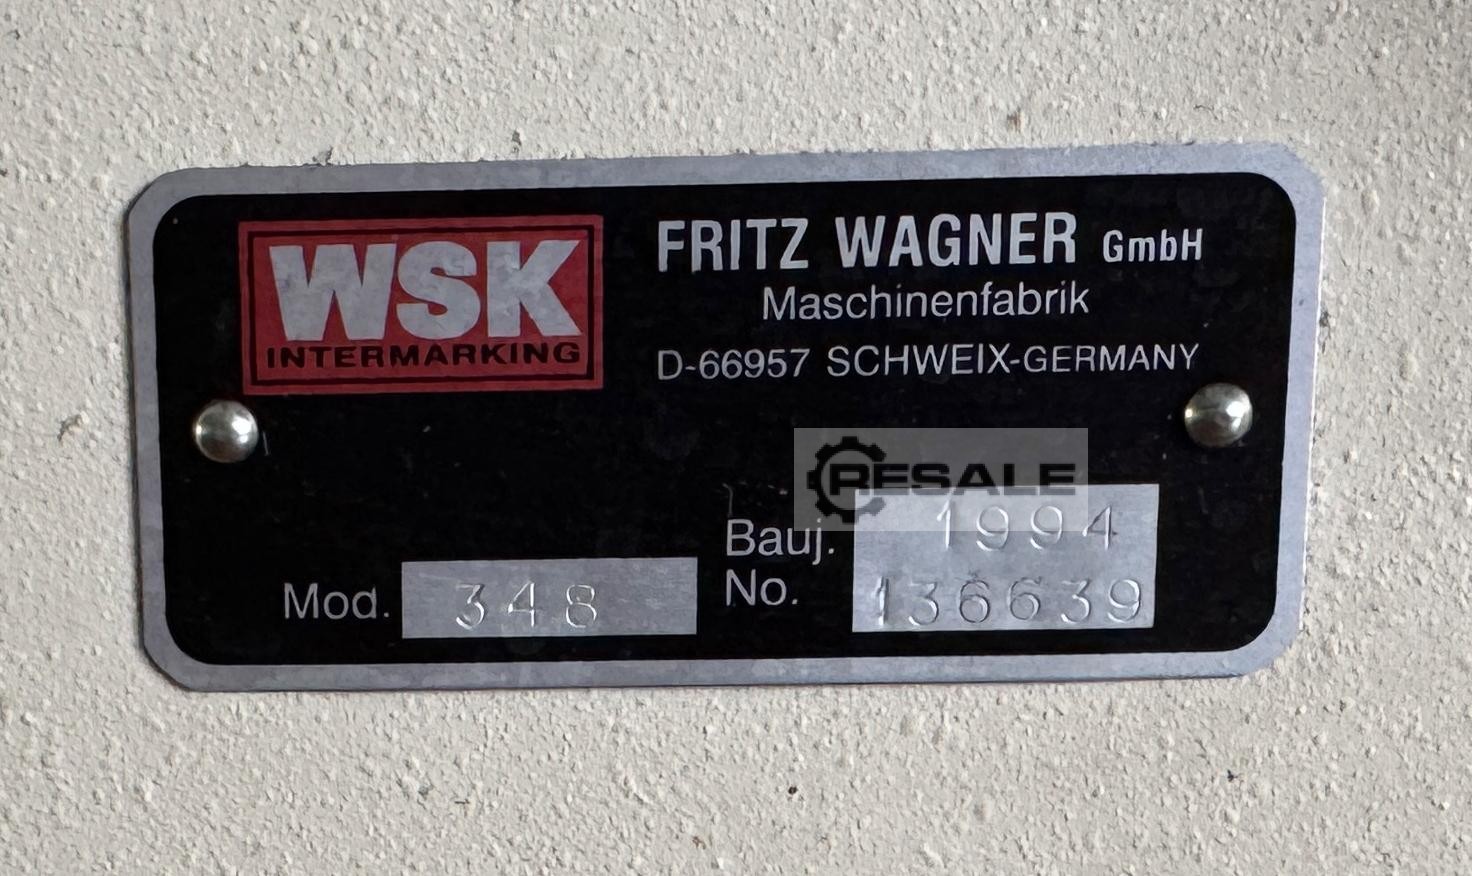 WSK
INTERMARKING
FRITZ WAGNER GmbH
Maschinenfabrik
D-66957 SCHWEIX-GERMANY
RESALE
Mod. 348
Bauj. 1994
No. 136639